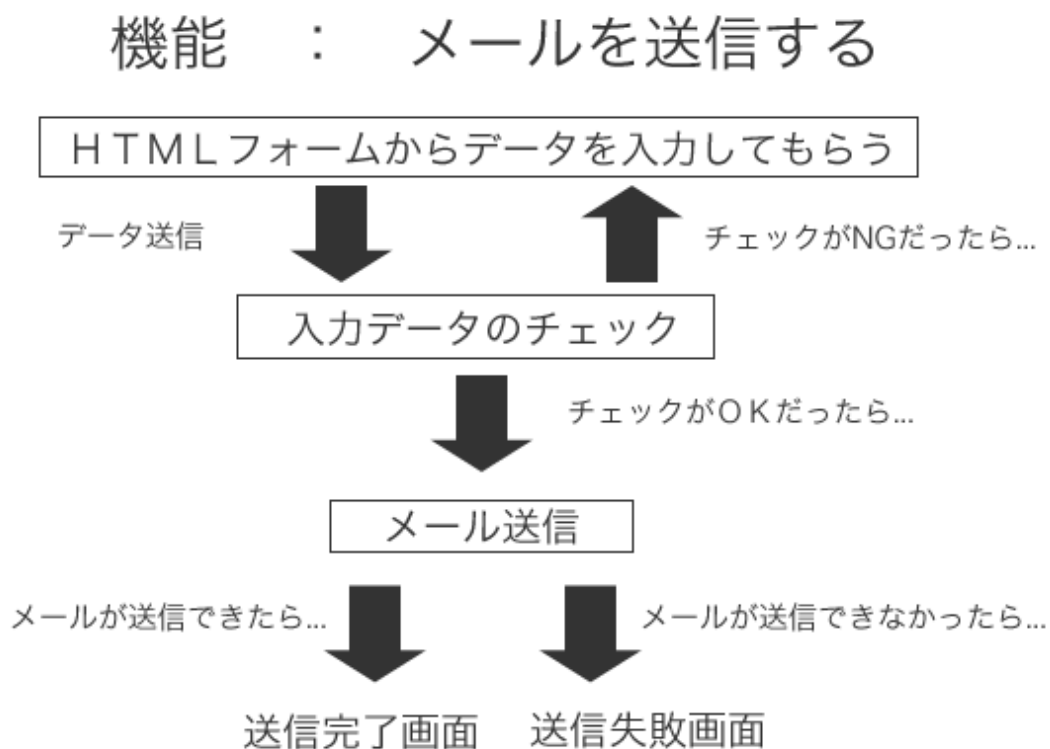 機能　：　メールを送信する
ＨＴＭＬフォームからデータを入力してもらう
データ送信
チェックがNGだったら...
入力データのチェック
チェックがＯＫだったら...
メール送信
メールが送信できたら...
メールが送信できなかったら...
送信完了画面
送信失敗画面